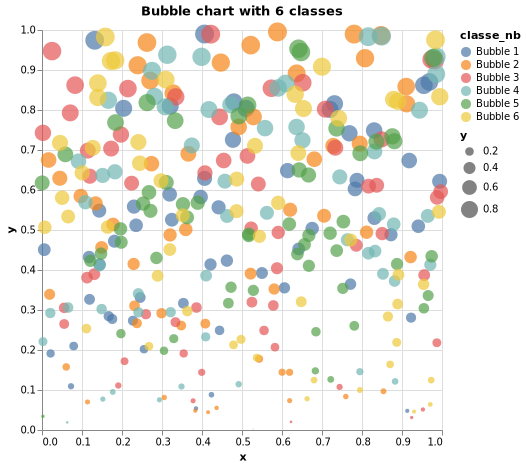 Bubble chart with 6 classes
1.0
0.9
0.8
0.7
0.6
0.5
0.4
0.3
0.2
0.1
0.0
y
0.0 0.1 0.2 0.3 0.4 0.5 0.6 0.7 0.8 0.9 1.0
x
classe_nb
Bubble 1
Bubble 2
Bubble 3
Bubble 4
Bubble 5
Bubble 6
y
0.2
0.4
0.6
0.8